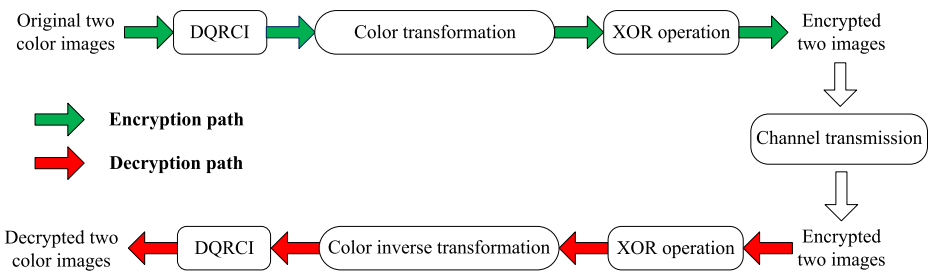 Original two
color images
DQRCI
Color transformation
XOR operation
Encrypted
two images
Encryption path
Decryption path
Channel transmission
Decrypted two
color images
DQRCI
Color inverse transformation
XOR operation
Encrypted
two images